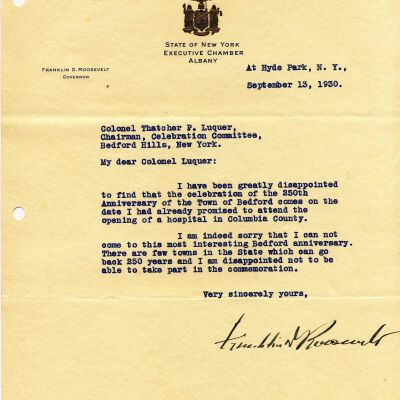 STATE OF NEW YORK
EXECUTIVE CHAMBER
ALBANY
FRANKLIN D. ROOSEVELT
GOVERNOR
At Hyde Park, N. Y.,
September 13, 1930.
Colonel Thatcher P. Luquer,
Chairman, Celebration Committee,
Bedford Hills, New York.
My dear Colonel Luquer:
I have been greatly disappointed
to find that the celebration of the 250th
Anniversary of the Town of Bedford comes on
the date I had already promised to attend the
opening of a hospital in Columbia County.
I am indeed sorry that I can not
come to this most interesting Bedford anniversary.
There are few towns in the State which can go
back 250 years and I am disappointed not to be
able to take part in the commemoration.
Very sincerely yours,
Franklin D Roosevelt